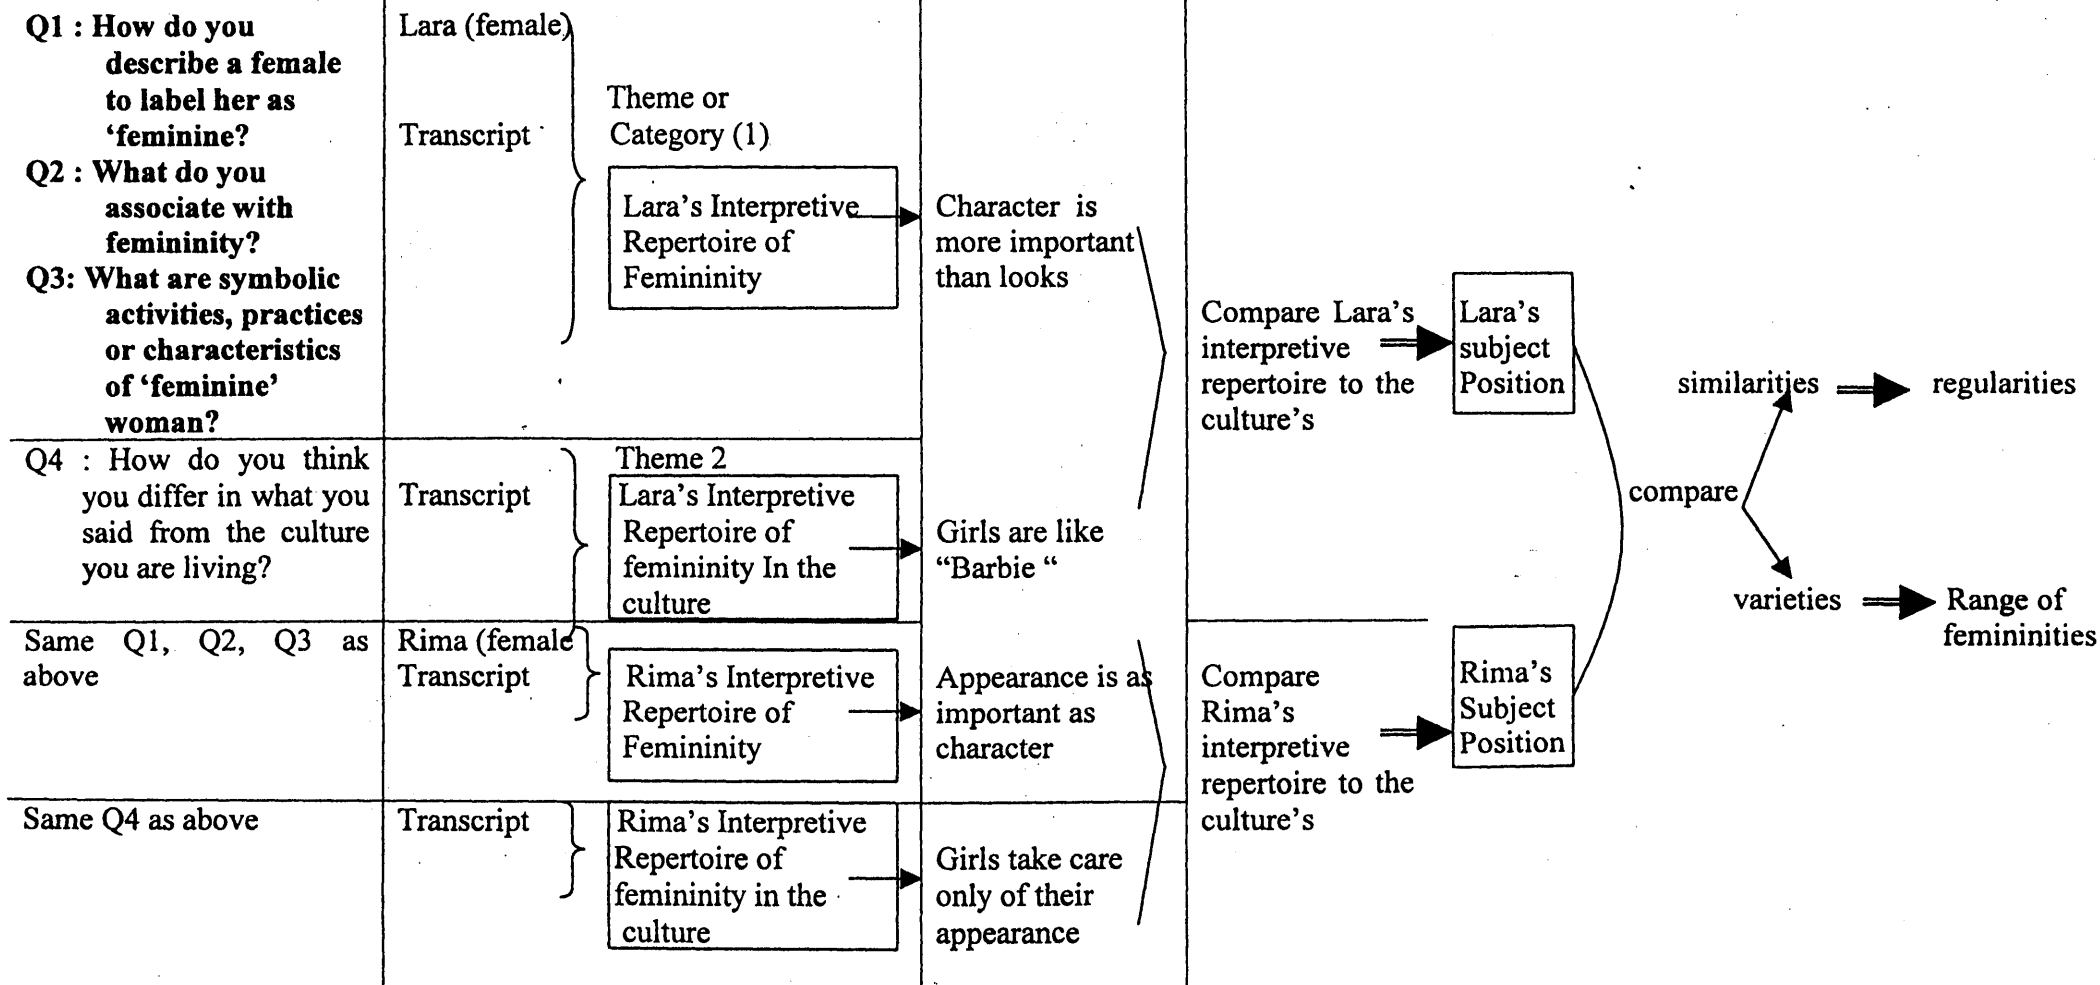 Q1 : How do you
describe a female
to label her as
‘feminine?
Q2 : What do you
associate with
femininity?
Q3: What are symbolic
activities, practices
or characteristics
of ‘feminine’
woman?
Lara (female)
Transcript
Theme or
Category (1)
Lara’s Interpretive
Repertoire of
Femininity
Character is
more important
than looks
Q4 : How do you think
you differ in what you
said from the culture
you are living?
Transcript
Theme 2
Lara’s Interpretive
Repertoire of
femininity In the
culture
Girls are like
“Barbie “
Compare Lara’s
interpretive
repertoire to the
culture’s
Lara’s
subject
Position
Same Q1, Q2, Q3 as
above
Rima (female
Transcript
Rima’s Interpretive
Repertoire of
Femininity
Appearance is as
important as
character
Same Q4 as above
Transcript
Rima’s Interpretive
Repertoire of
femininity in the
culture
Girls take care
only of their
appearance
Compare
Rima’s
interpretive
repertoire to the
culture’s
Rima’s
Subject
Position
compare
similarities
regularities
varieties
Range of
femininities